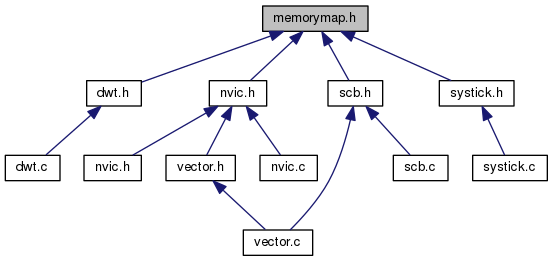 memorymap.h
dwt.h
nvic.h
scb.h
systick.h
dwt.c
nvic.h
vector.h
nvic.c
scb.c
systick.c
vector.c